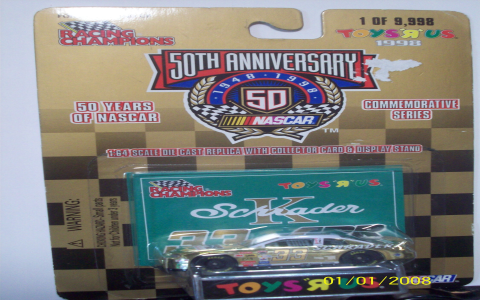 RACING CHAMPIONS
1 OF 9,998
TOYS "R" US.
1998
50TH ANNIVERSARY
1948 - 1998
50
NASCAR
TM
50 YEARS OF NASCAR
COMMEMORATIVE SERIES
1:64 SCALE DIE CAST REPLICA WITH COLLECTOR CARD & DISPLAY STAND
RACING CHAMPIONS
TOYS "R" US.
K
Schrader
33
WARNING:
TOYS "R" US
01/01/2008